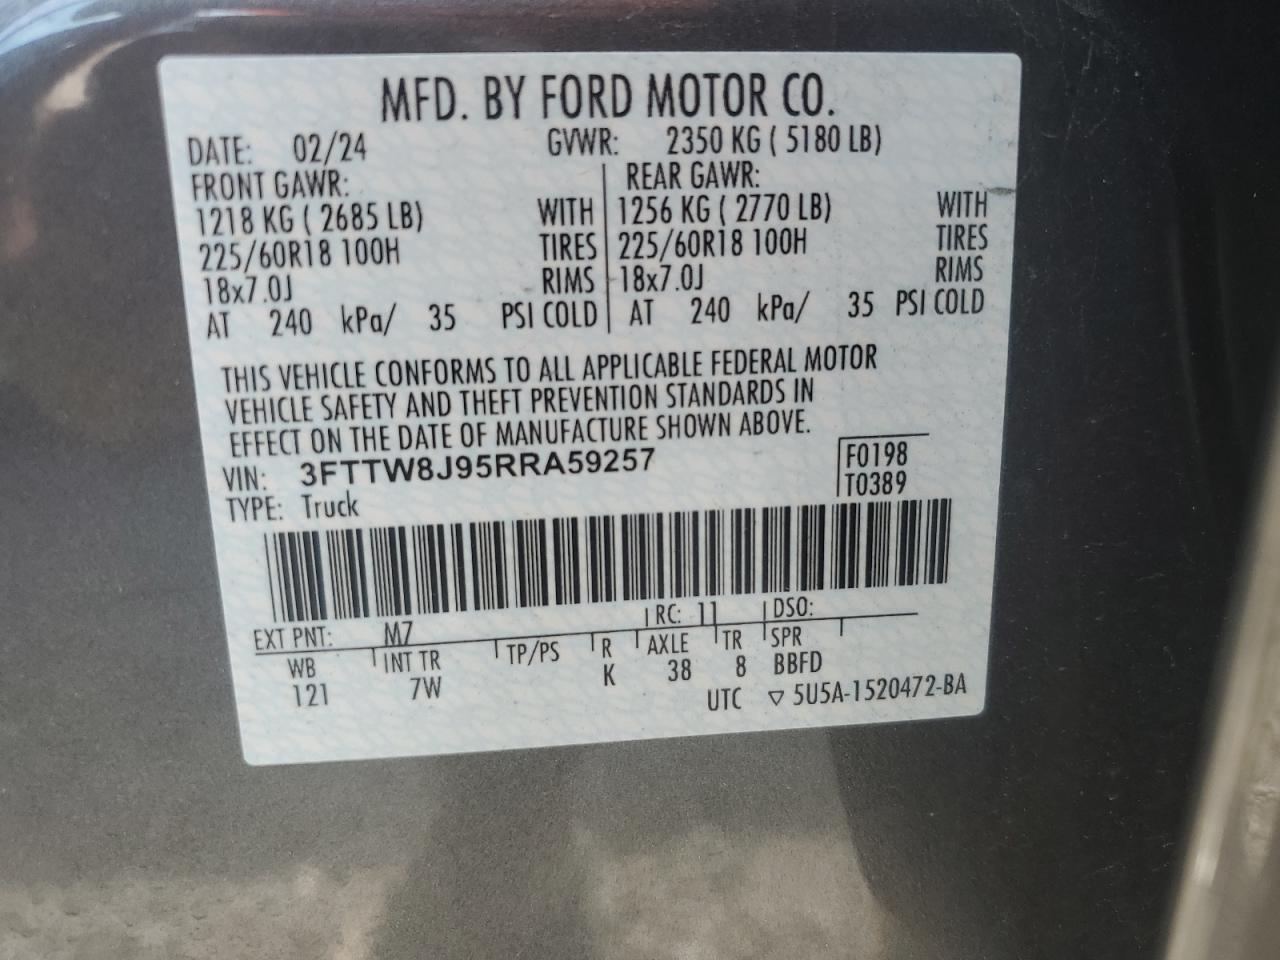 MFD. BY FORD MOTOR CO.
DATE: 02/24 GVWR: 2350 KG ( 5180 LB)
FRONT GAWR: REAR GAWR:
1218 KG ( 2685 LB) WITH 1256 KG ( 2770 LB) WITH
225/60R18 100H TIRES 225/60R18 100H TIRES
18x7.0J RIMS 18x7.0J RIMS
AT 240 kPa/ 35 PSI COLD AT 240 kPa/ 35 PSI COLD
THIS VEHICLE CONFORMS TO ALL APPLICABLE FEDERAL MOTOR
VEHICLE SAFETY AND THEFT PREVENTION STANDARDS IN
EFFECT ON THE DATE OF MANUFACTURE SHOWN ABOVE.
VIN: 3FTTW8J95RRA59257 F0198
TYPE: Truck T0389
EXT PNT: M7 RC: 11 DSO:
WB INT TR TP/PS R AXLE TR SPR
121 7W K 38 8 BBFD
UTC ▽ 5U5A-1520472-BA